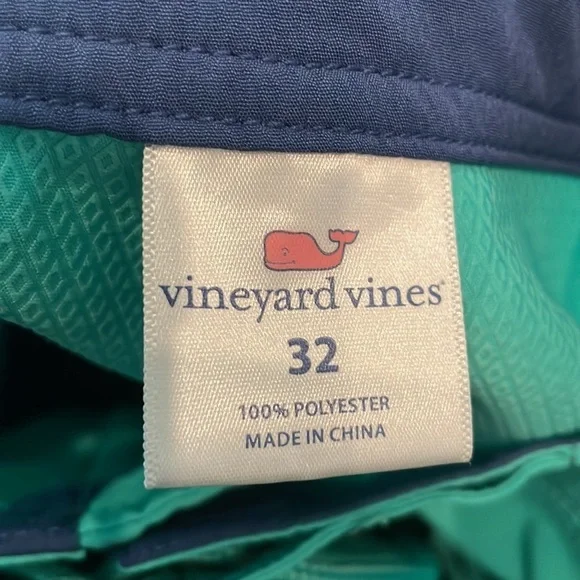 vineyard vines
32
100% POLYESTER
MADE IN CHINA